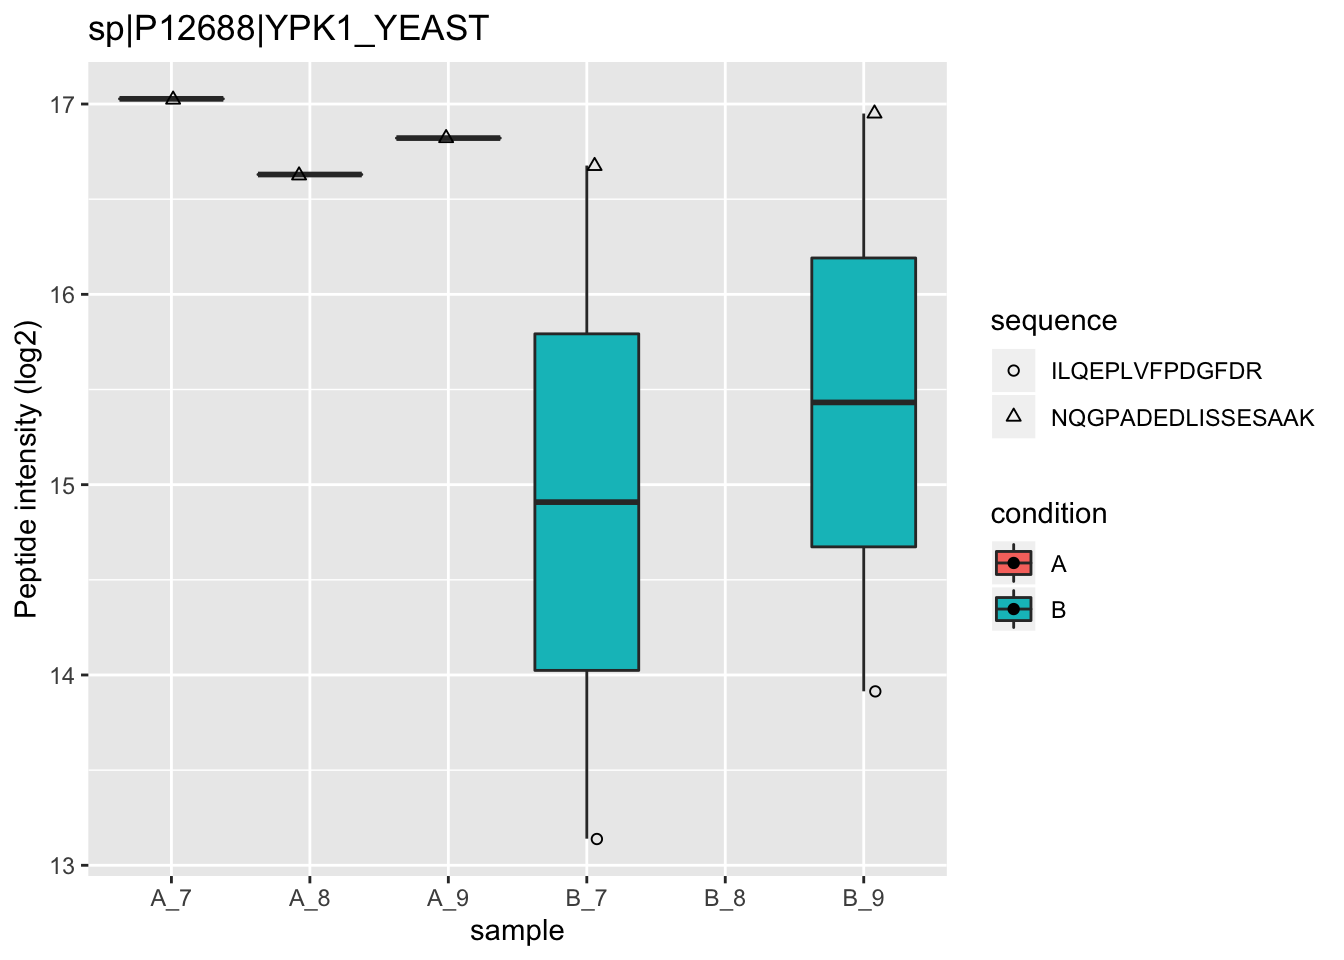 sp|P12688|YPK1_YEAST
Peptide intensity (log2)
17
16
15
14
13
A_7
A_8
A_9
B_7
B_8
B_9
sample
sequence
ILQEPLVFPDGFDR
NQGPADEDLISSESAAK
condition
A
B